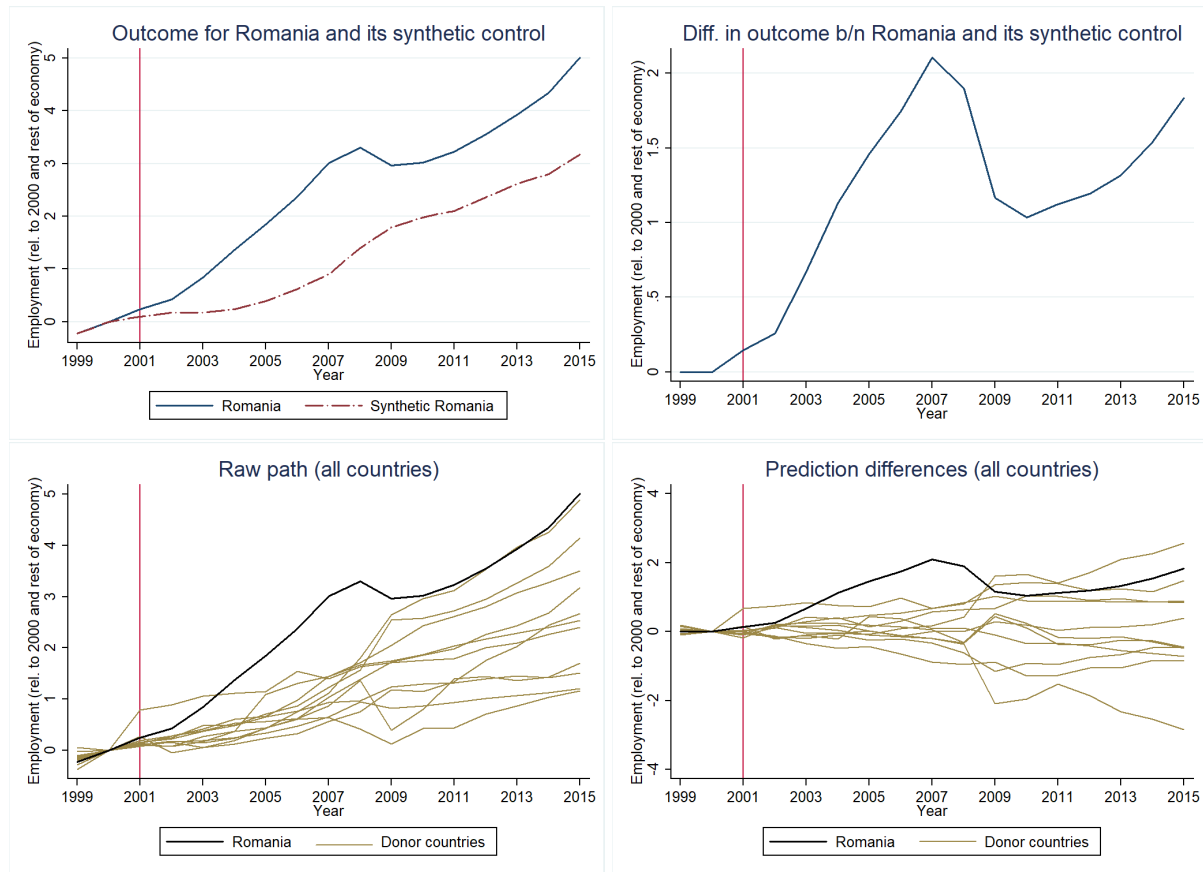 Outcome for Romania and its synthetic control
Employment (rel. to 2000 and rest of economy)
5
4
3
2
1
0
1999 2001 2003 2005 2007 2009 2011 2013 2015
Year
Romania Synthetic Romania
Diff. in outcome b/n Romania and its synthetic control
Employment (rel. to 2000 and rest of economy)
2
1.5
1
.5
0
1999 2001 2003 2005 2007 2009 2011 2013 2015
Year
Raw path (all countries)
Employment (rel. to 2000 and rest of economy)
5
4
3
2
1
0
1999 2001 2003 2005 2007 2009 2011 2013 2015
Year
Romania Donor countries
Prediction differences (all countries)
Employment (rel. to 2000 and rest of economy)
4
2
0
-2
-4
1999 2001 2003 2005 2007 2009 2011 2013 2015
Year
Romania Donor countries